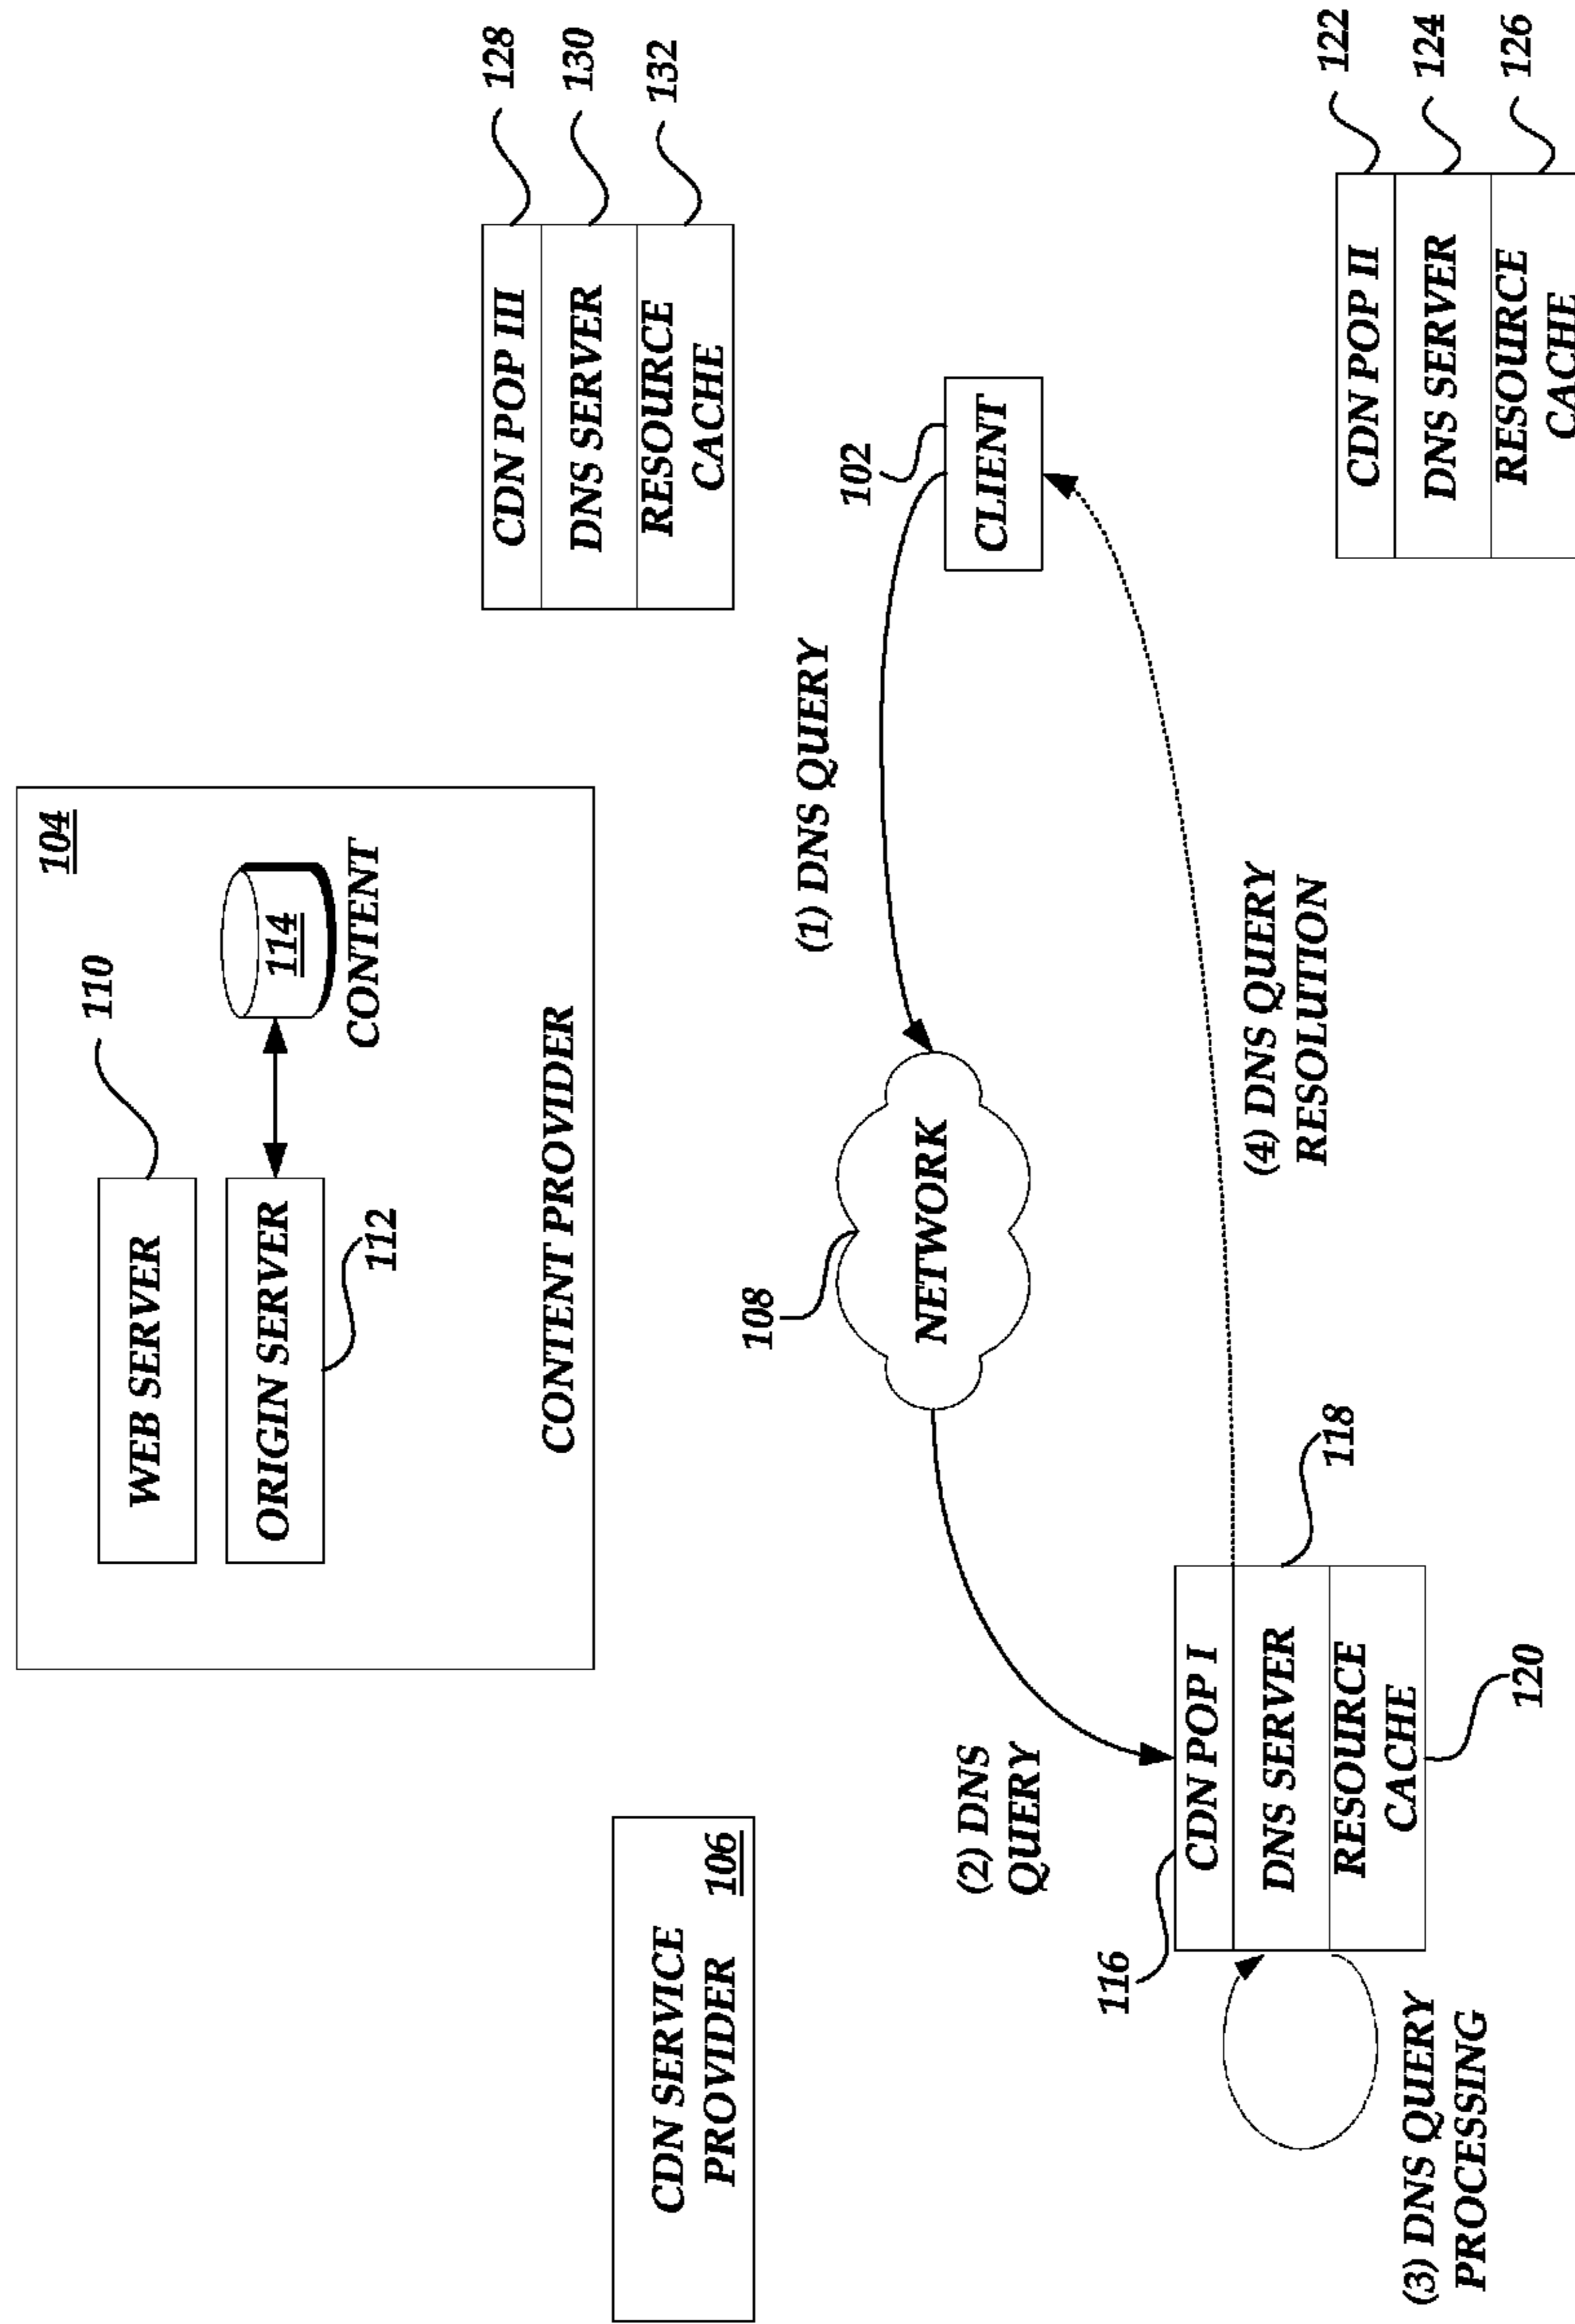 104
110
WEB SERVER
ORIGIN SERVER
114
CONTENT
112
CONTENT PROVIDER
CDN SERVICE
PROVIDER 106
CDN POP III
128
DNS SERVER
130
RESOURCE
CACHE
132
108
NETWORK
(1) DNS QUERY
102
CLIENT
(2) DNS
QUERY
116
CDN POP I
DNS SERVER
118
RESOURCE
CACHE
120
(3) DNS QUERY
PROCESSING
(4) DNS QUERY
RESOLUTION
CDN POP II
122
DNS SERVER
124
RESOURCE
CACHE
126